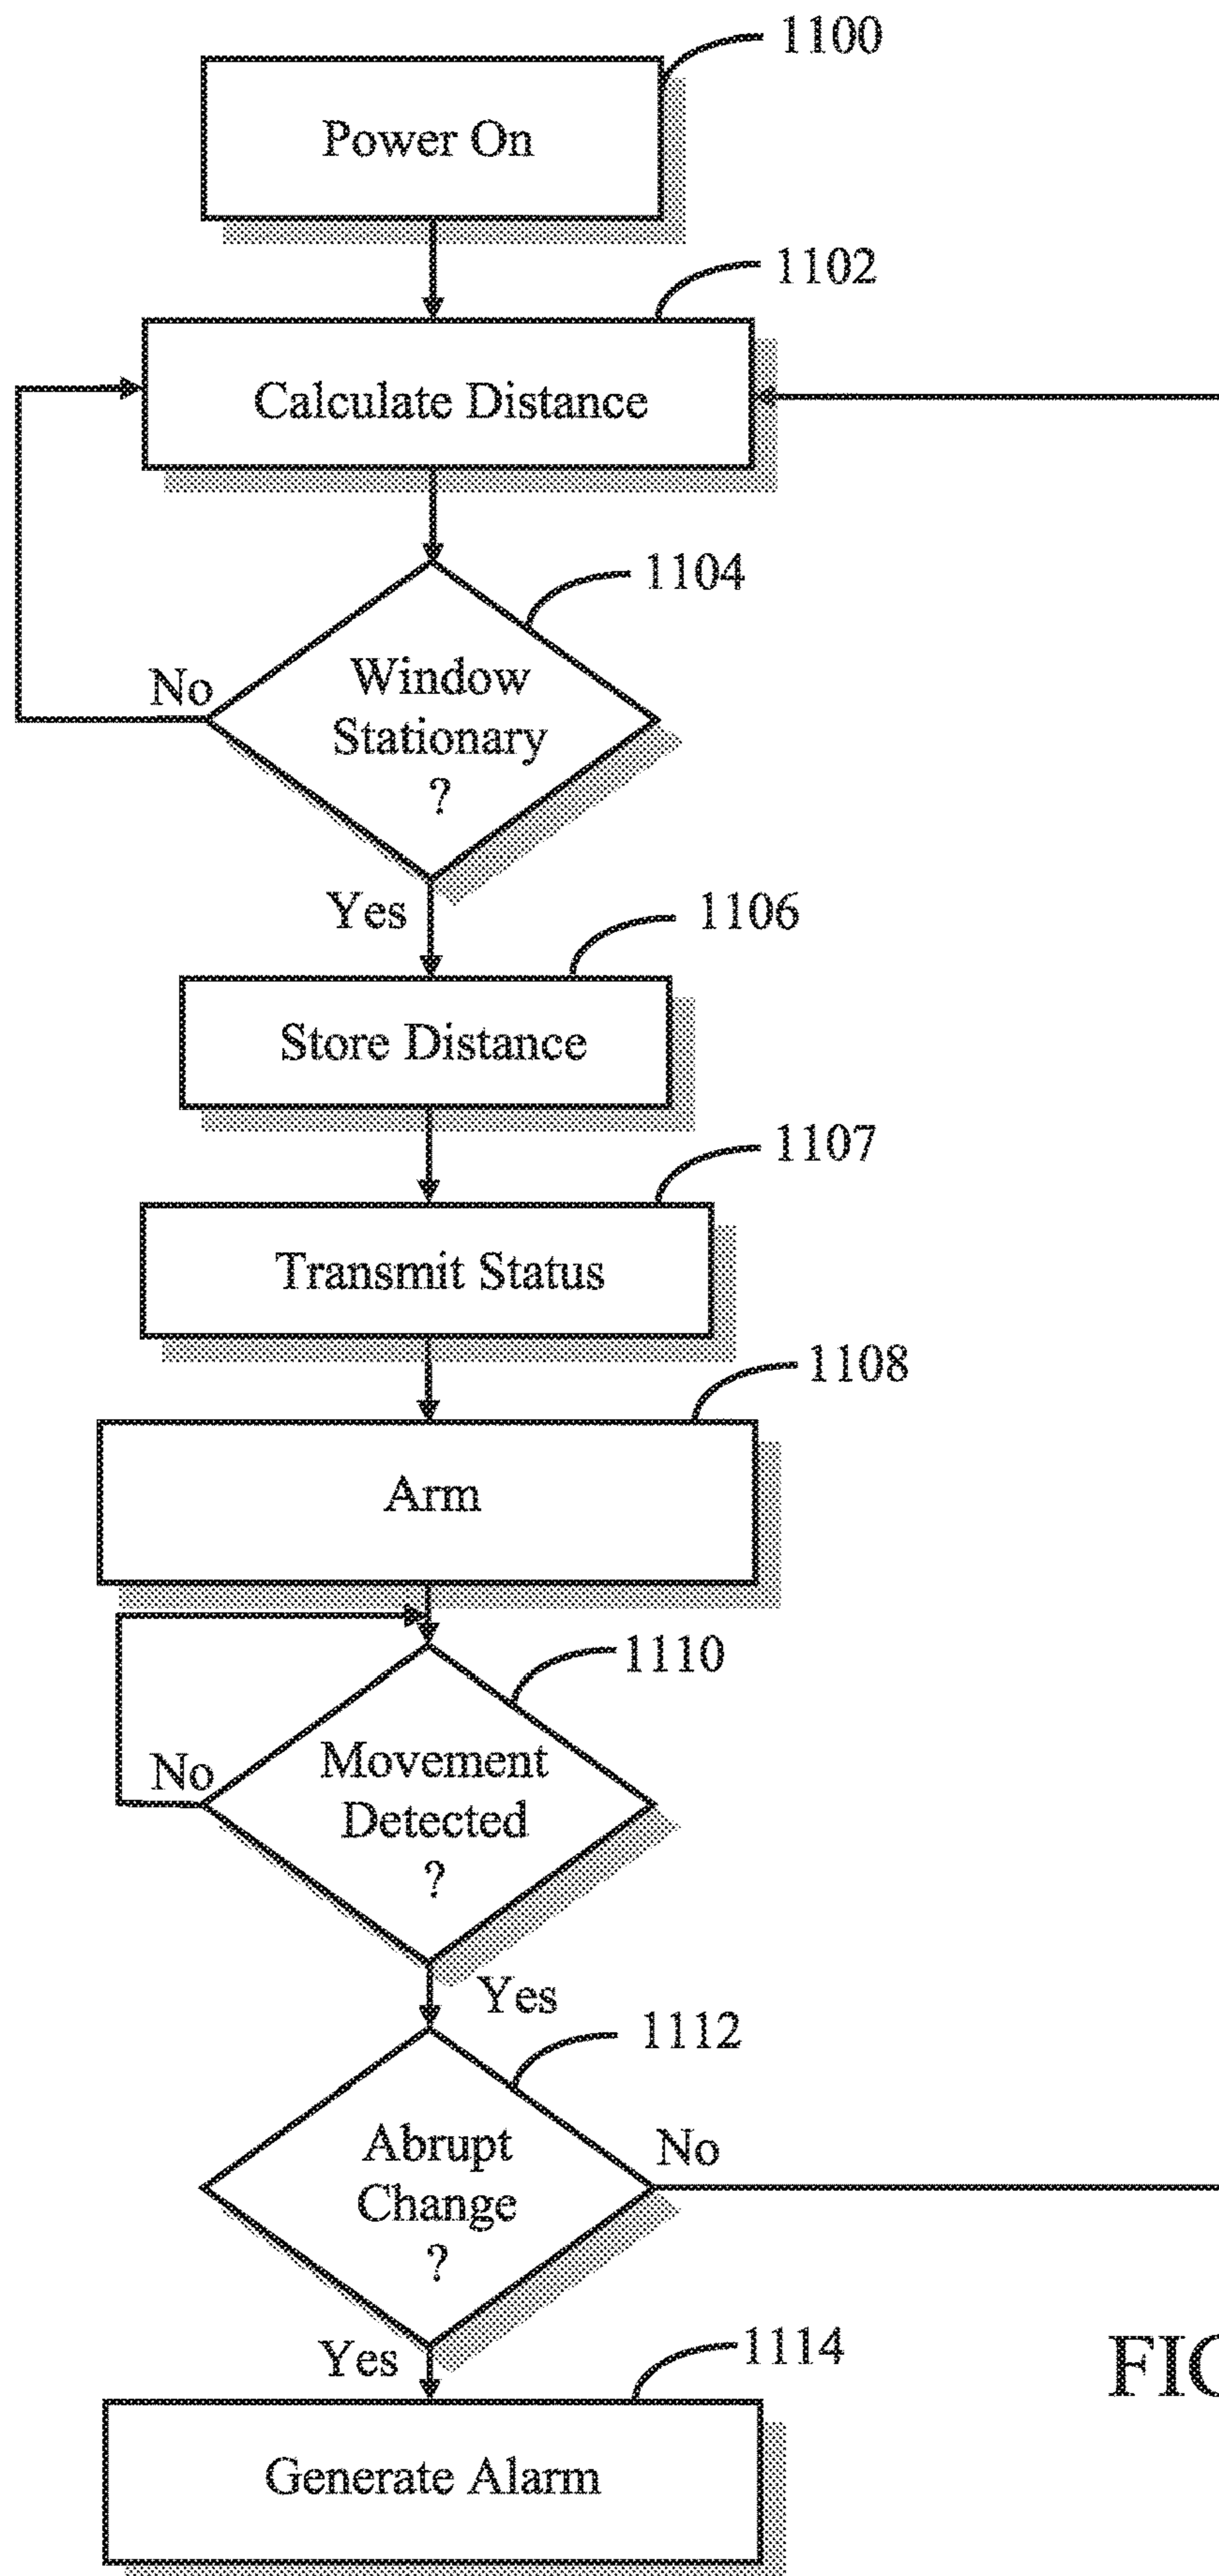 1100
Power On
1102
Calculate Distance
1104
Window
Stationary
?
No
Yes
1106
Store Distance
1107
Transmit Status
1108
Arm
1110
Movement
Detected
?
No
Yes
1112
Abrupt
Change
?
No
Yes
1114
FIG
Generate Alarm